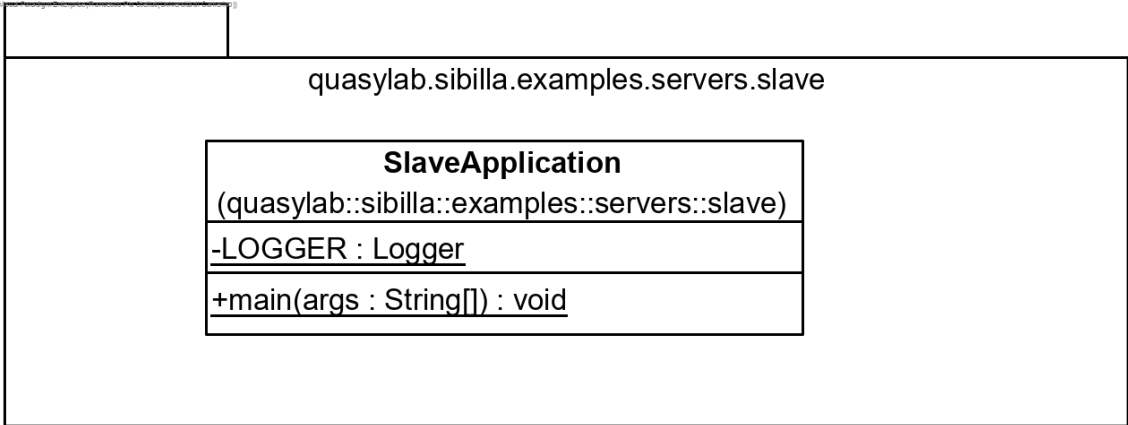 quasylab.sibilla.examples.servers.slave
SlaveApplication
(quasylab::sibilla::examples::servers::slave)
-LOGGER : Logger
+main(args : String[]) : void